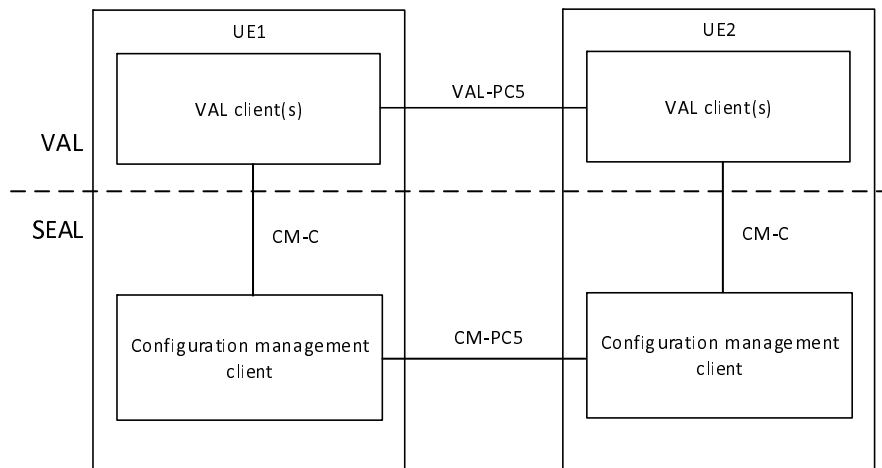 UE1
UE2
VAL client(s)
VAL-PC5
VAL client(s)
VAL
SEAL
CM-C
CM-C
Configuration management
client
CM-PC5
Configuration management
client